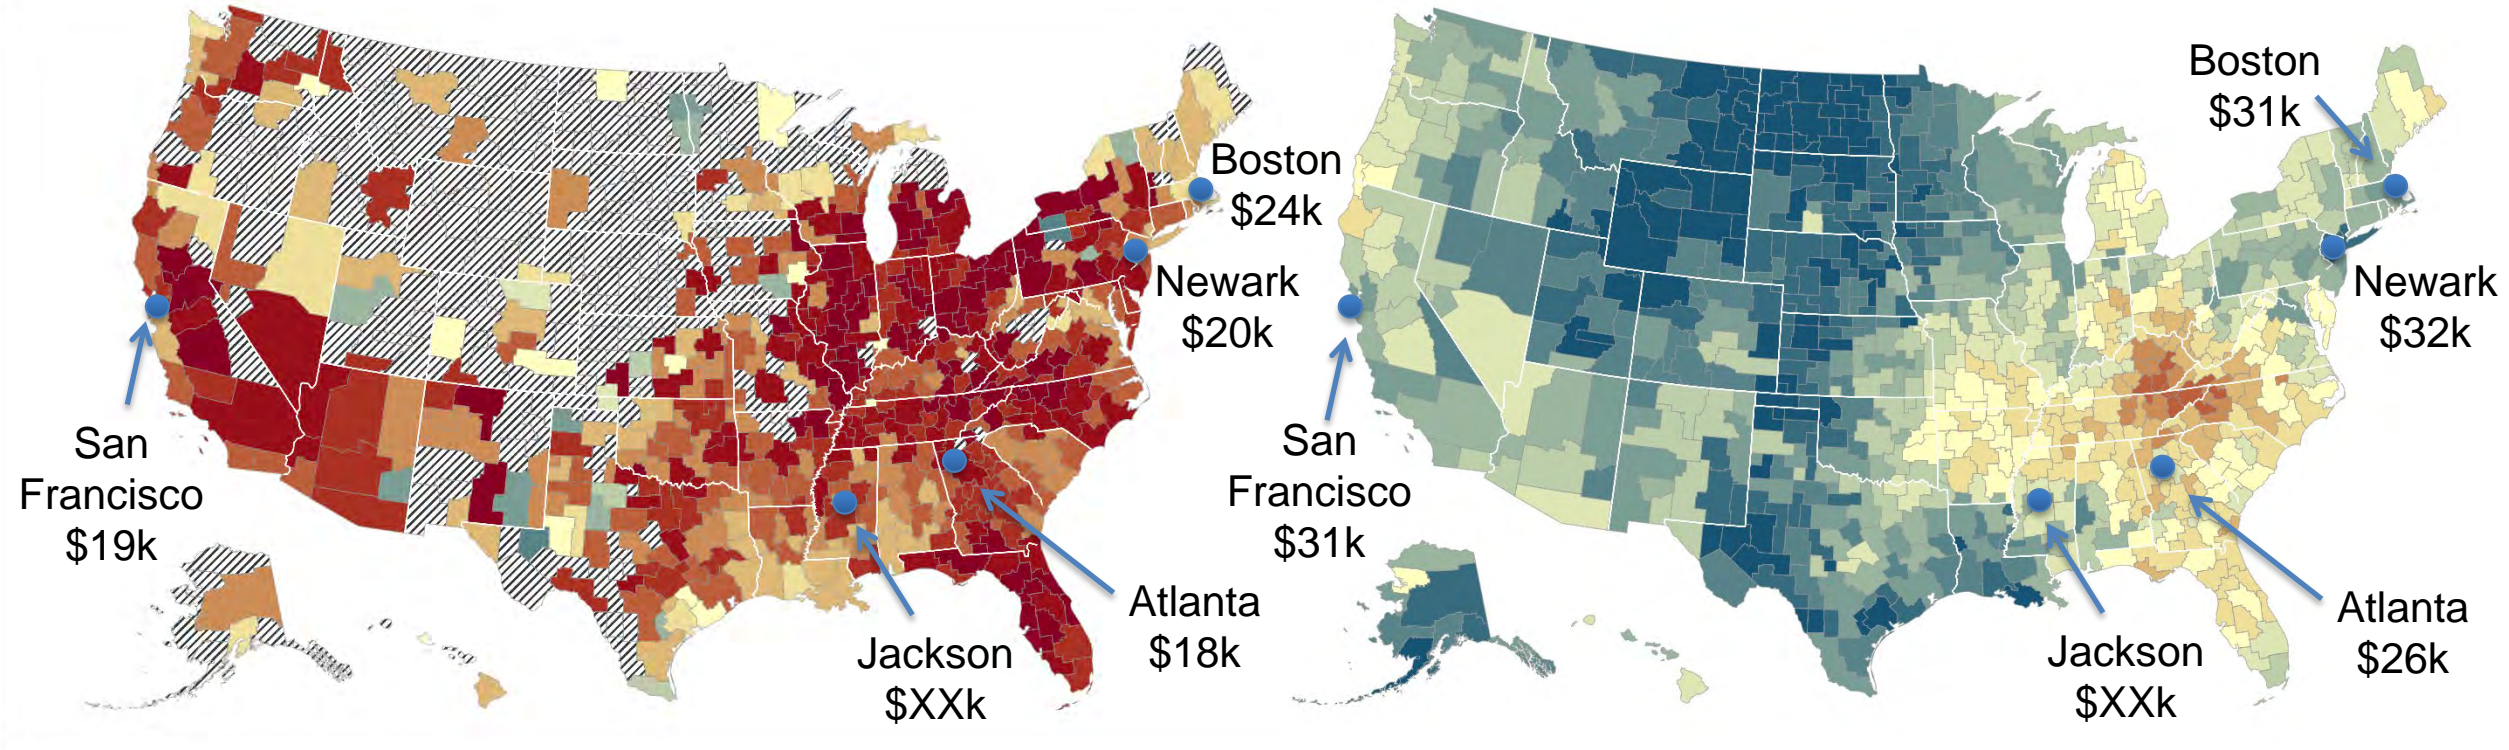 Boston
$24k
Newark
$20k
San
Francisco
$19k
Atlanta
$18k
Jackson
$XXk
Boston
$31k
Newark
$32k
San
Francisco
$31k
Atlanta
$26k
Jackson
$XXk